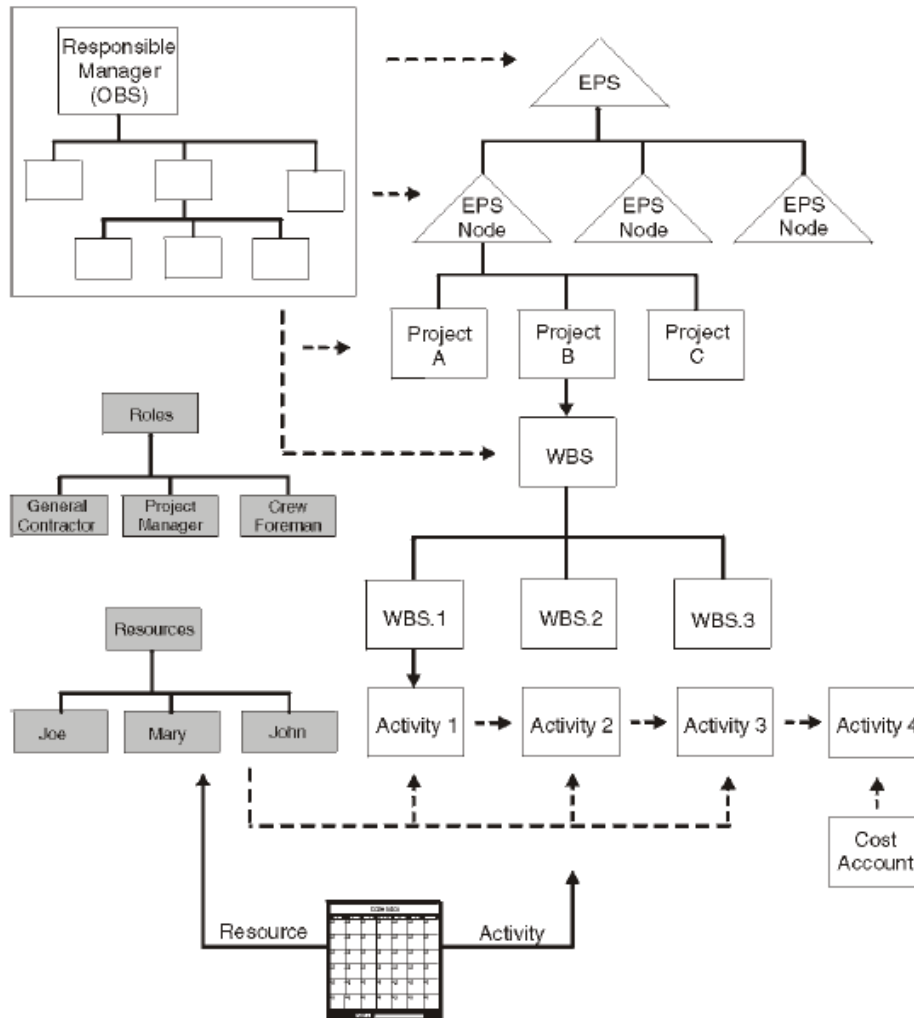 Responsible
Manager
(OBS)
EPS
EPS
Node
EPS
Node
EPS
Node
Project
A
Project
B
Project
C
WBS
Roles
General
Contractor
Project
Manager
Crew
Foreman
WBS.1
WBS.2
WBS.3
Resources
Joe
Mary
John
Activity 1
Activity 2
Activity 3
Activity 4
Cost
Account
Resource
Activity